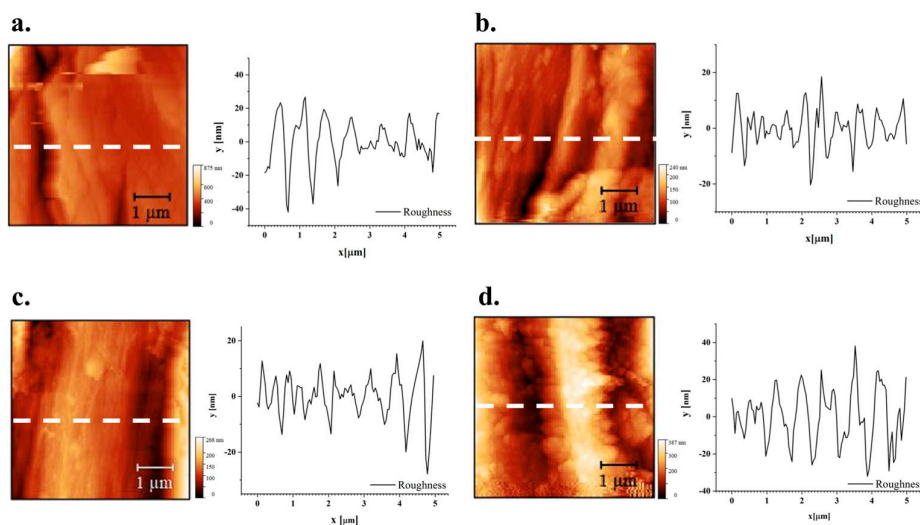 a.
875 nm
600
400
0
1 μm
y [nm]
40
20
0
-20
-40
0 1 2 3 4 5
x[μm]
Roughness
b.
240 nm
200
150
100
0
1 μm
y [nm]
20
0
-20
0 1 2 3 4 5
x[μm]
Roughness
c.
268 nm
200
150
100
0
1 μm
y [nm]
20
0
-20
0 1 2 3 4 5
x [μm]
Roughness
d.
387 nm
300
200
100
0
1 μm
y [nm]
40
20
0
-20
-40
0 1 2 3 4 5
x[μm]
Roughness